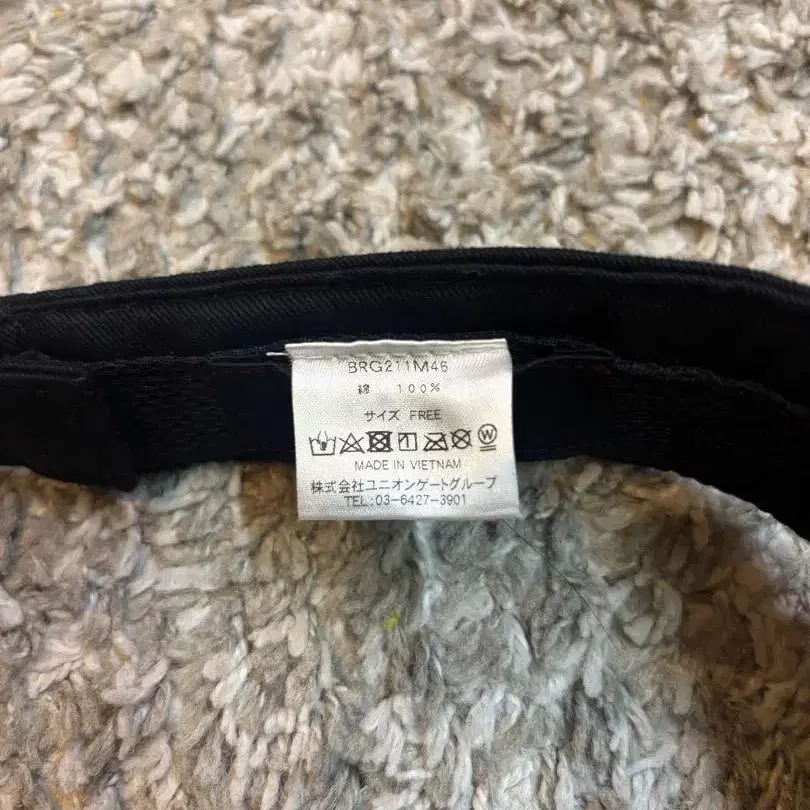 BRG211M46
綿 100%
サイズ FREE
W
MADE IN VIETNAM
株式会社ユニオンゲートグループ
TEL:03-6427-3901